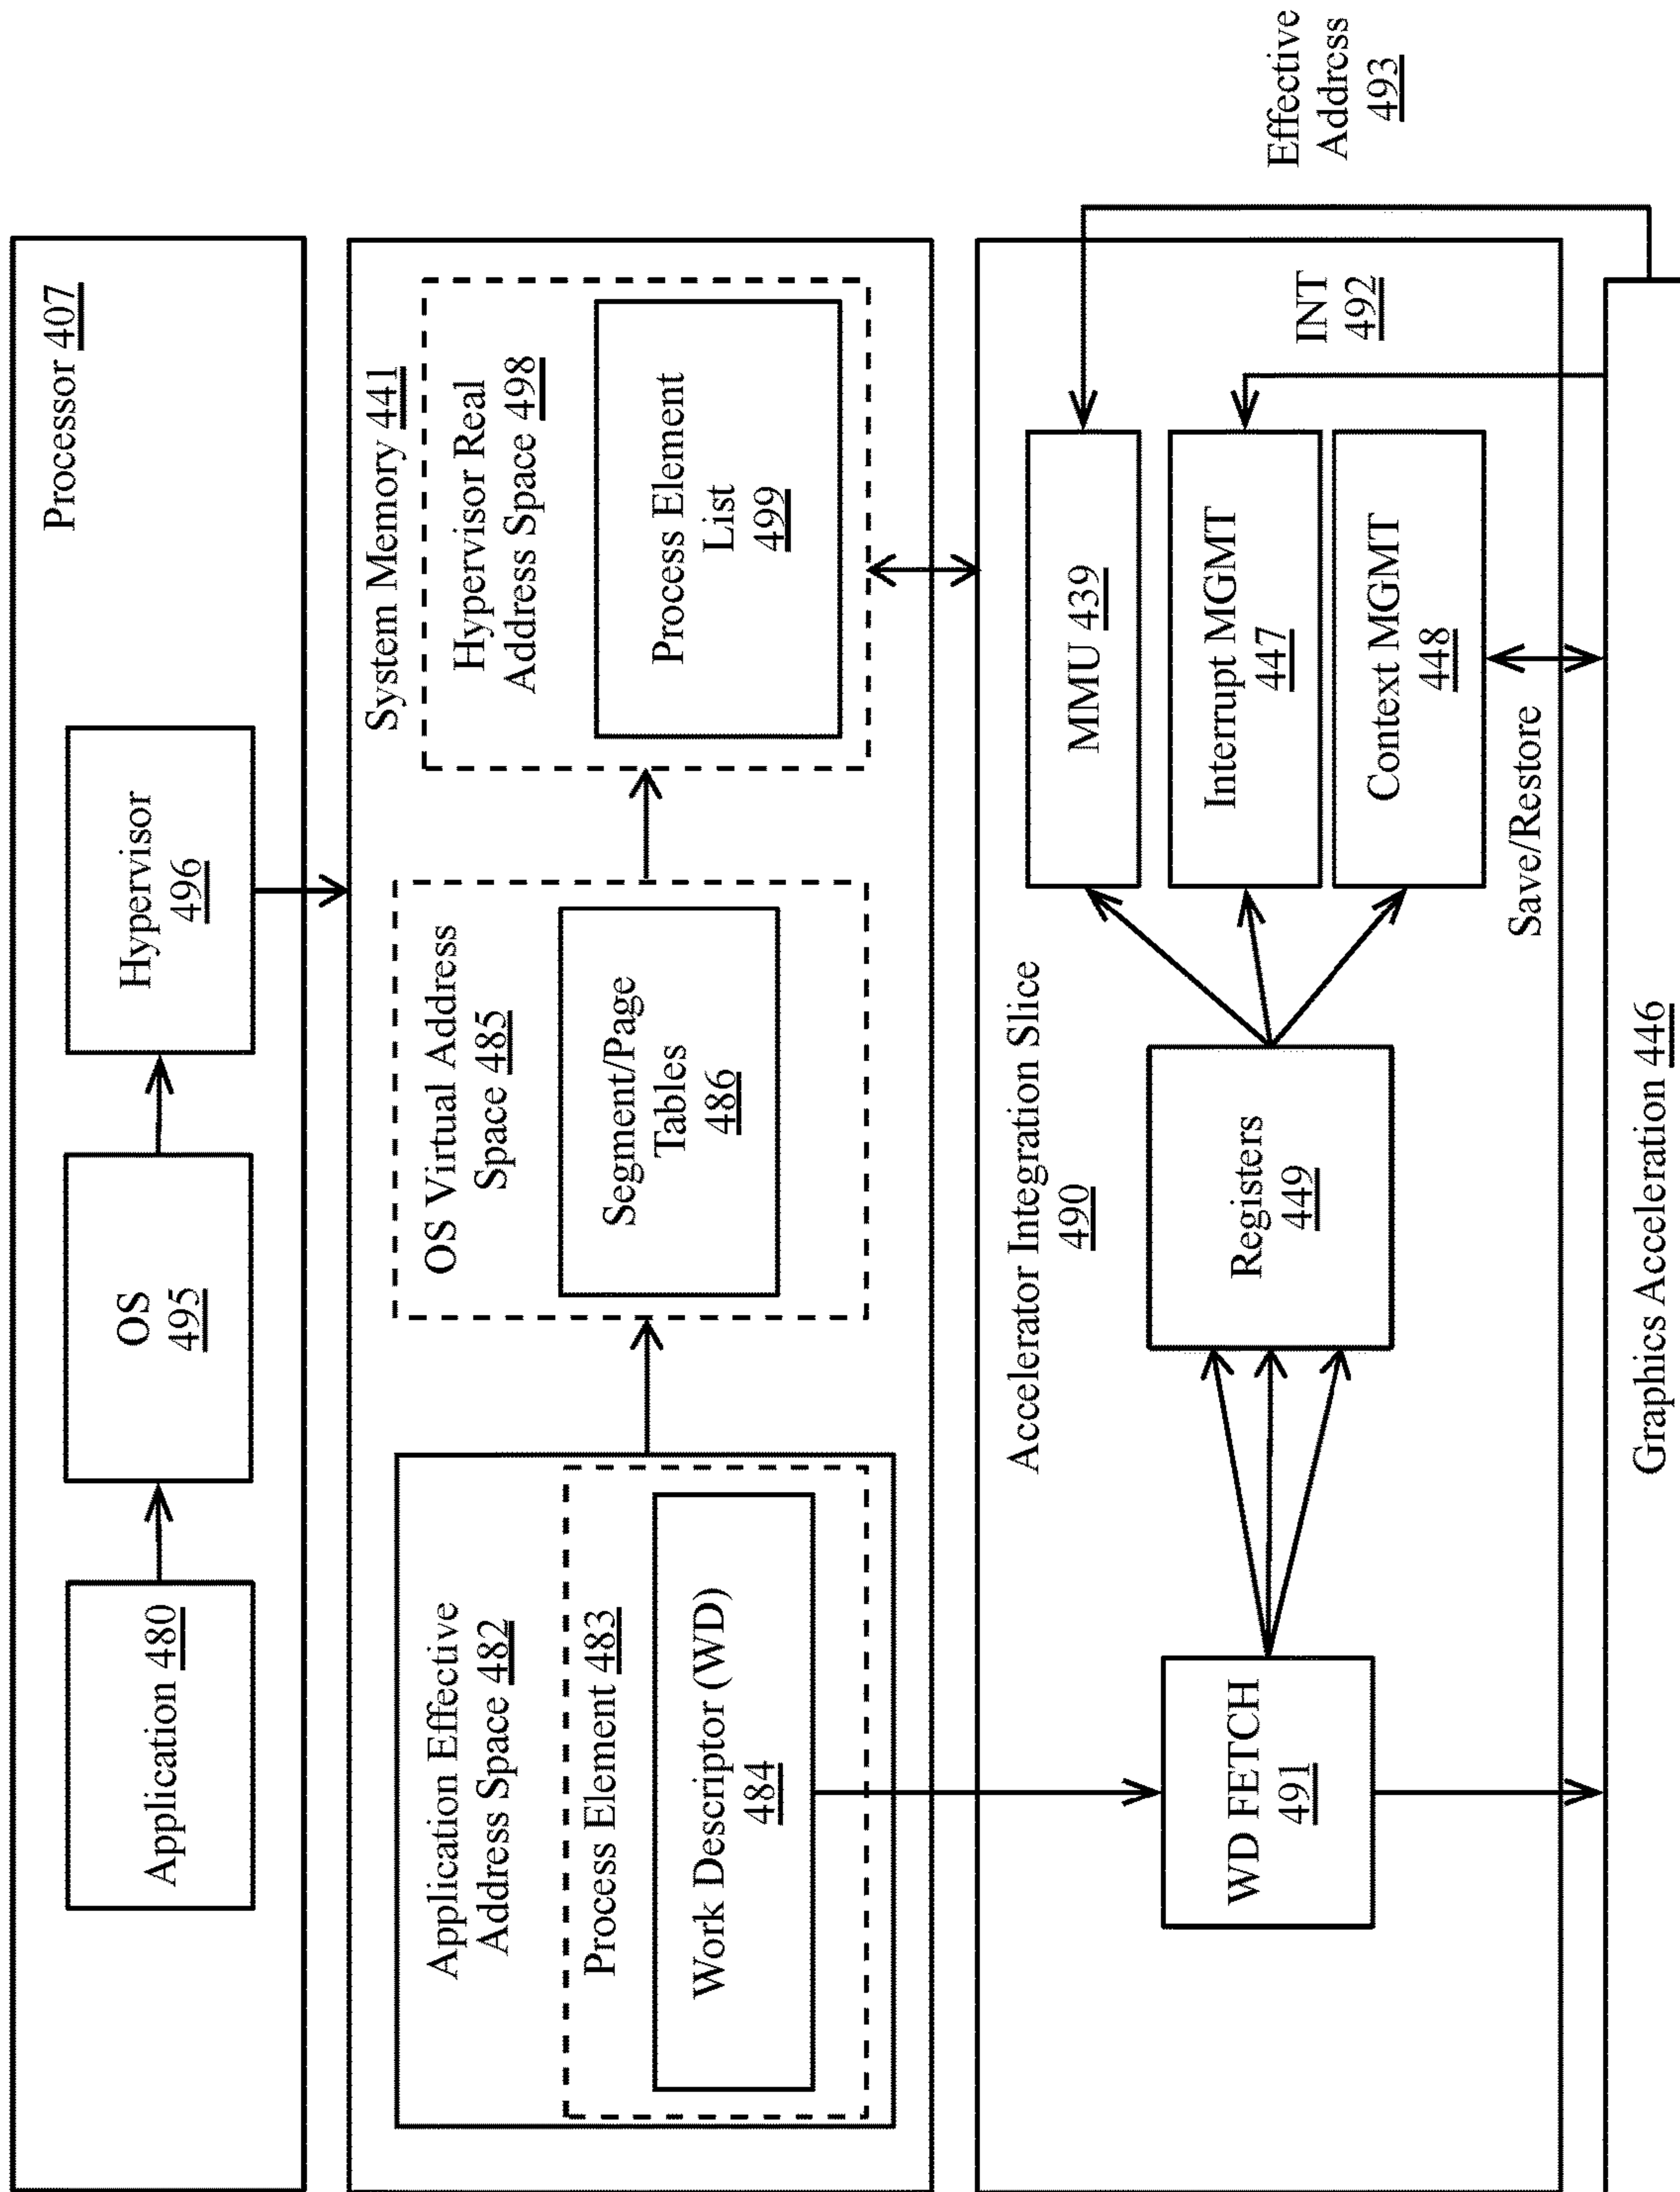 Processor 407
Application 480
OS
495
Hypervisor
496
System Memory 441
Application Effective
Address Space 482
Process Element 483
Work Descriptor (WD)
484
OS Virtual Address
Space 485
Segment/Page
Tables
486
Hypervisor Real
Address Space 498
Process Element
List
499
Accelerator Integration Slice
490
WD FETCH
491
Registers
449
MMU 439
Interrupt MGMT
447
Context MGMT
448
INT
492
Effective
Address
493
Save/Restore
Graphics Acceleration 446